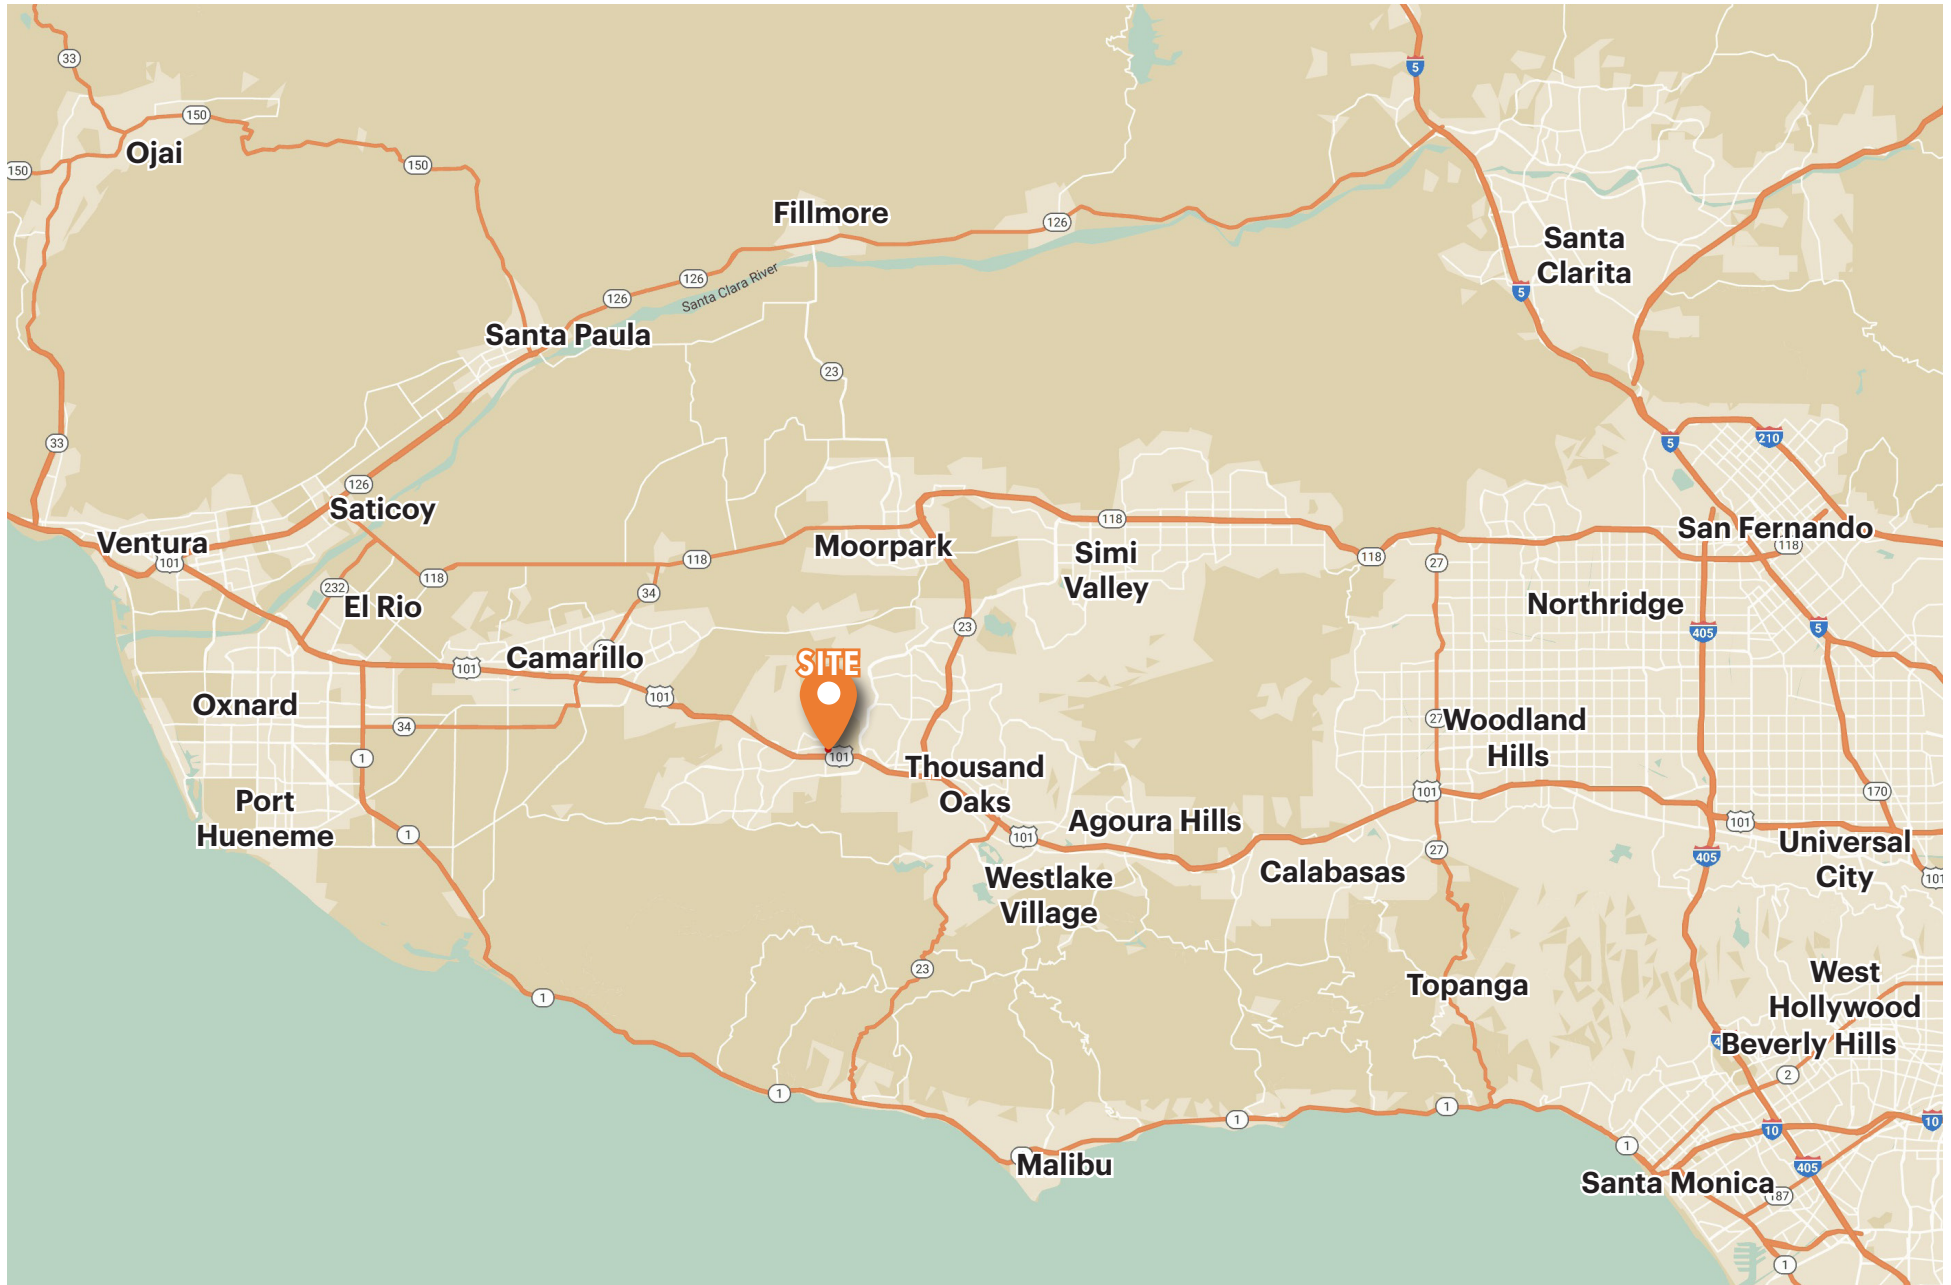 33
5
150
Ojai
150
150
Fillmore
126
Santa
Clarita
126
Santa Clara River
126
5
Santa Paula
23
33
5
210
126
Saticoy
118
San Fernando
118
Ventura
101
Moorpark
118
Simi
Valley
118
27
118
232
El Rio
34
Northridge
23
405
5
Camarillo
101
SITE
101
Oxnard
34
27
Woodland
Hills
1
101
Thousand
Oaks
Port
Hueneme
101
170
1
101
Agoura Hills
101
Universal
City
27
405
Calabasas
101
Westlake
Village
23
Topanga
West
Hollywood
1
Beverly Hills
2
1
1
1
10
10
1
Malibu
405
Santa Monica
187
1